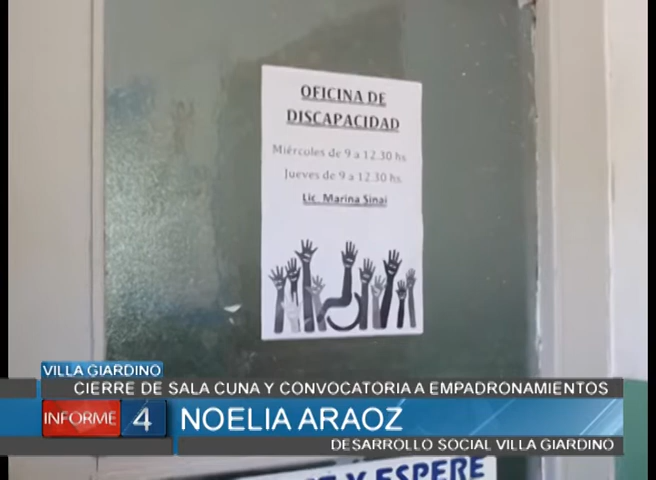 OFICINA DE
DISCAPACIDAD
Miércoles de 9 a 12.30 hs.
Jueves de 9 a 12.30 hs.
Lic. Marina Sinai
VILLA GIARDINO
CIERRE DE SALA CUNA Y CONVOCATORIA A EMPADRONAMIENTOS
INFORME 4 NOELIA ARAOZ
DESARROLLO SOCIAL VILLA GIARDINO
Y ESPERE